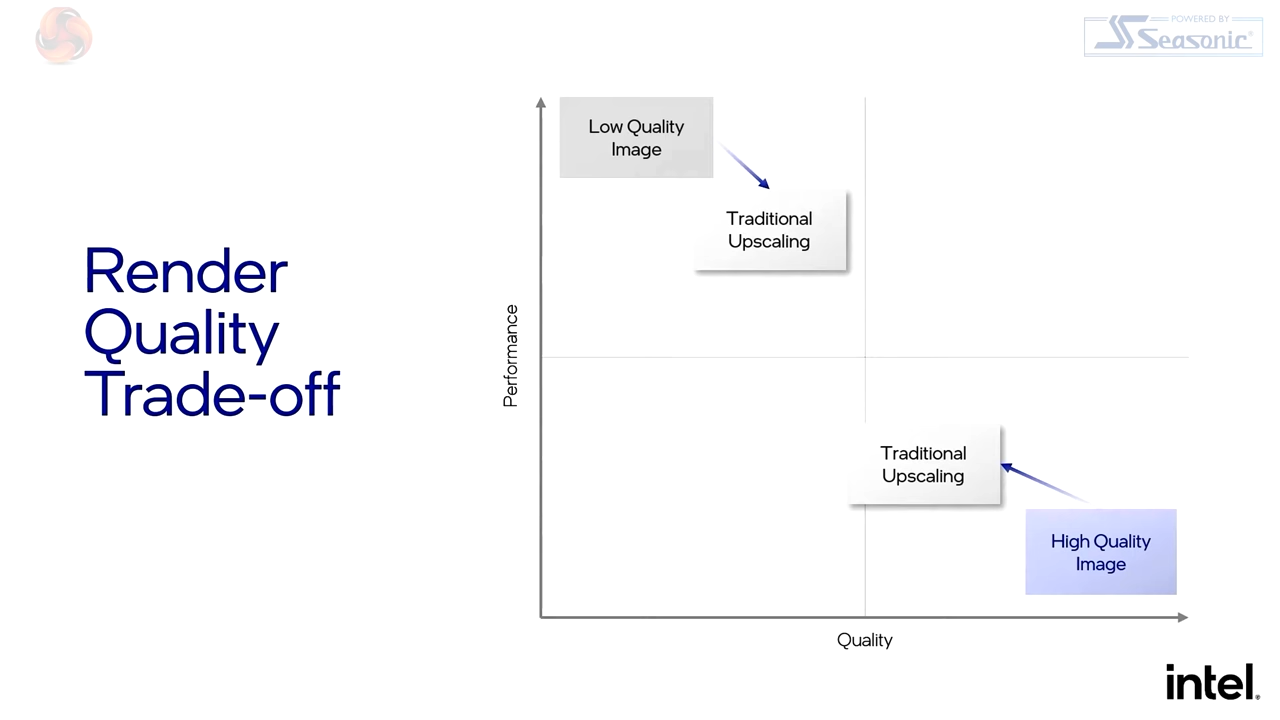 POWERED BY
Seasonic
Render
Quality
Trade-off
Performance
Low Quality
Image
Traditional
Upscaling
Traditional
Upscaling
High Quality
Image
Quality
intel.